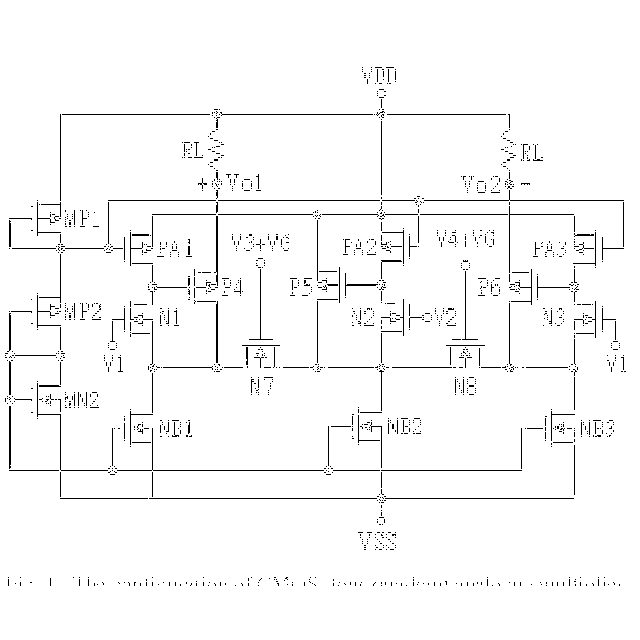 VDD
RL
RL
+ Vo1
Vo2 -
MP1
PA1
V3+VG
PA2
V4+VG
PA3
P4
P5
P6
MP2
N1
N2
V2
N3
V1
V1
N7
N8
MN2
NB1
NB2
NB3
VSS